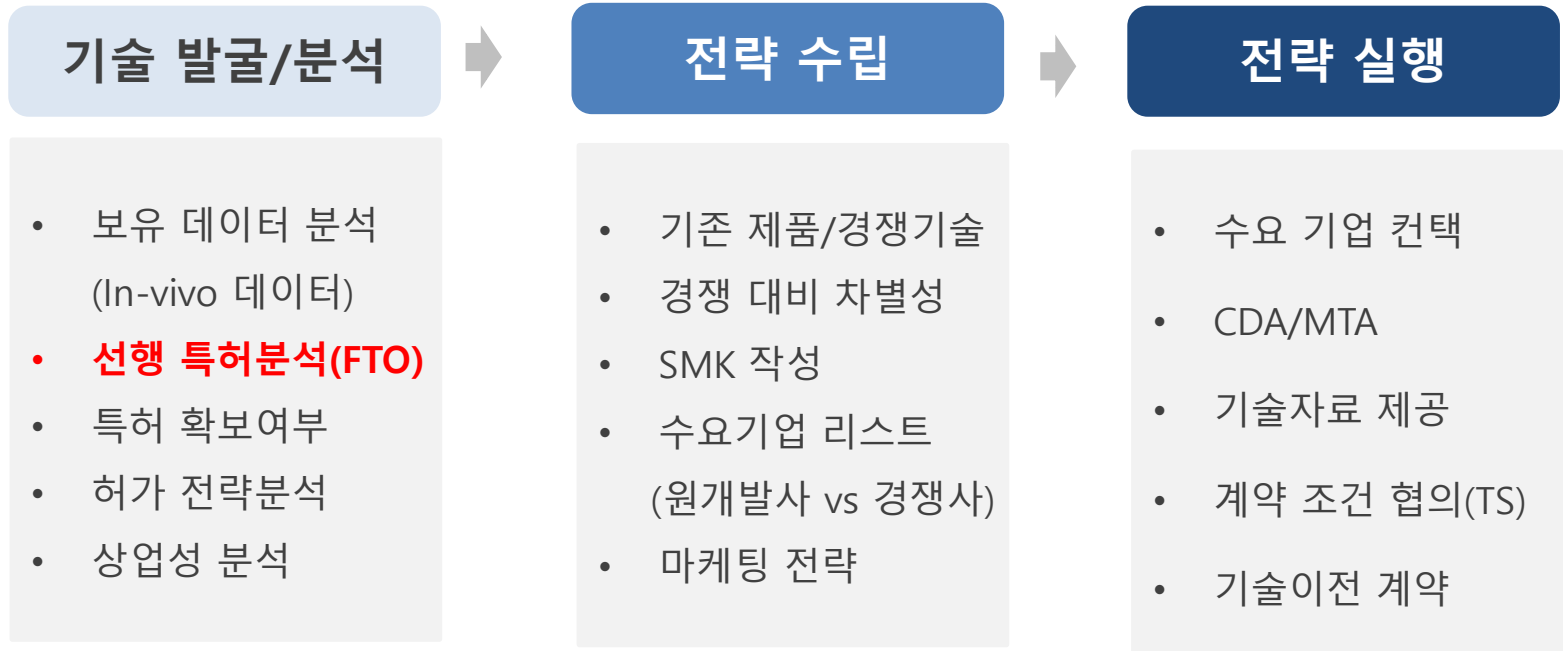 기술 발굴/분석
• 보유 데이터 분석
(In-vivo 데이터)
• 선행 특허분석(FTO)
• 특허 확보여부
• 허가 전략분석
• 상업성 분석
전략 수립
• 기존 제품/경쟁기술
• 경쟁 대비 차별성
• SMK 작성
• 수요기업 리스트
(원개발사 vs 경쟁사)
• 마케팅 전략
전략 실행
• 수요 기업 컨택
• CDA/MTA
• 기술자료 제공
• 계약 조건 협의(TS)
• 기술이전 계약